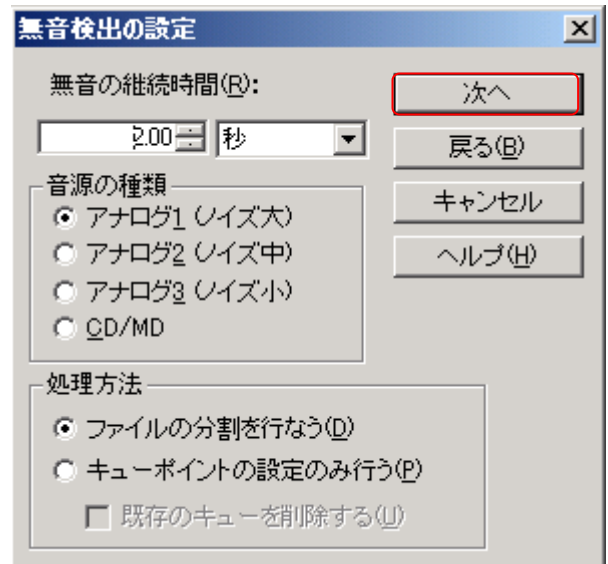 無音検出の設定
無音の継続時間(R):
次へ
2.00 秒
戻る(B)
音源の種類
キャンセル
アナログ1 (ノイズ大)
アナログ2 (ノイズ中)
ヘルプ(H)
アナログ3 (ノイズ小)
CD/MD
処理方法
ファイルの分割を行なう(D)
キューポイントの設定のみ行う(P)
既存のキューを削除する(U)